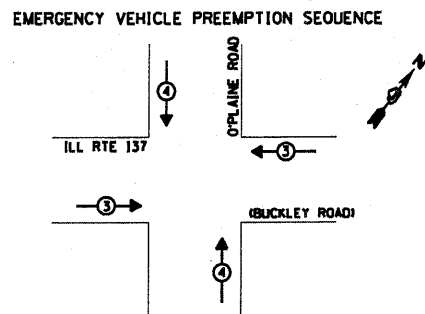 EMERGENCY VEHICLE PREEMPTION SEQUENCE
O'PLAINE ROAD
N
4
ILL RTE 137
3
3
(BUCKLEY ROAD)
4